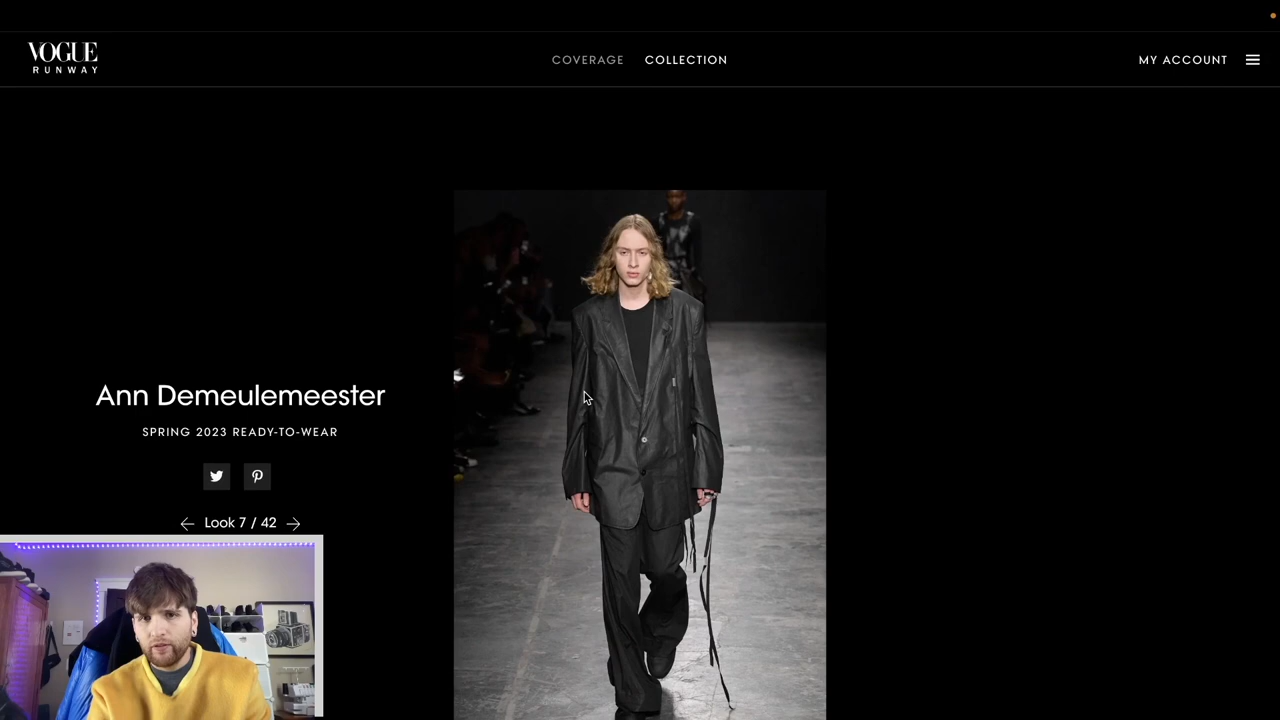 VOGUE
RUNWAY
COVERAGE COLLECTION
MY ACCOUNT
Ann Demeulemeester
SPRING 2023 READY-TO-WEAR
Look 7 / 42